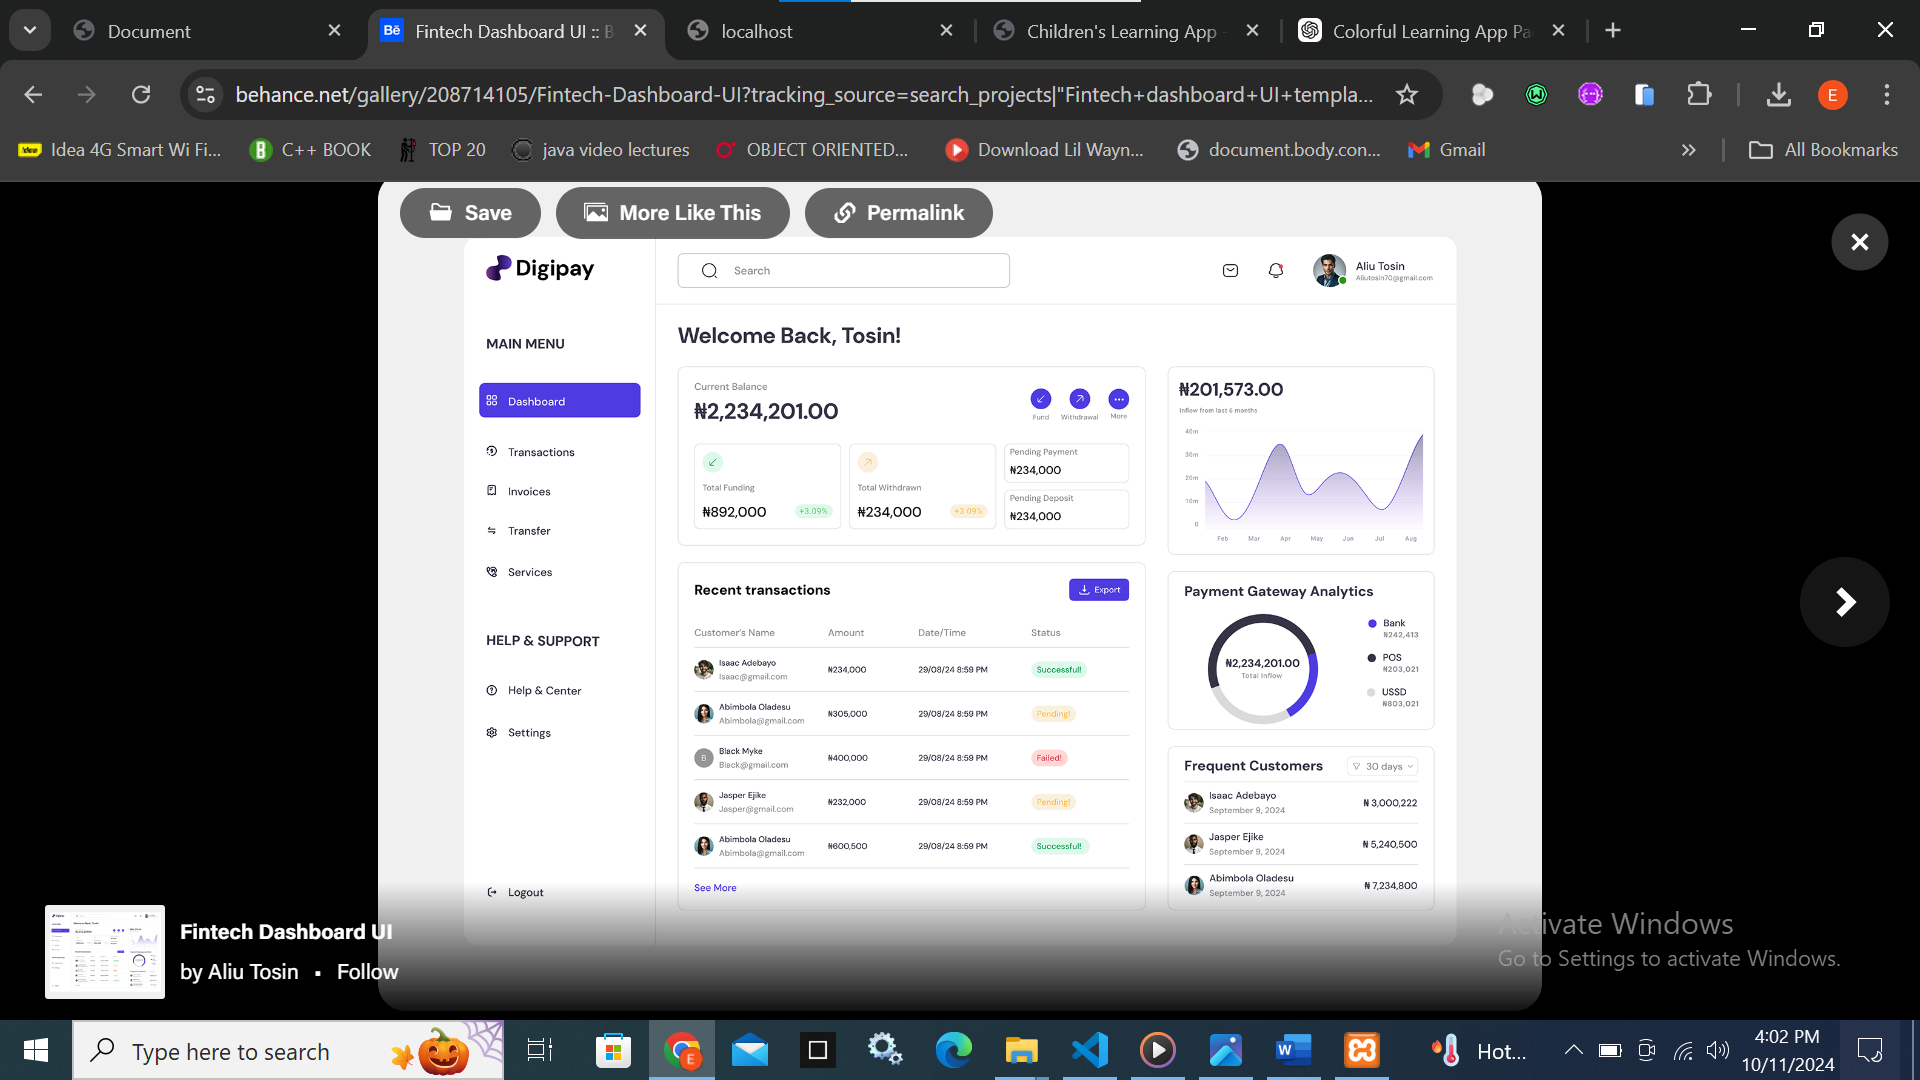 Document
Fintech Dashboard UI :: B
localhost
Children's Learning App -
Colorful Learning App Pa
behance.net/gallery/208714105/Fintech-Dashboard-UI?tracking_source=search_projects|"Fintech+dashboard+UI+templa...
E
Idea 4G Smart Wi Fi...
C++ BOOK
TOP 20
java video lectures
OBJECT ORIENTED...
Download Lil Wayn...
document.body.con...
Gmail
All Bookmarks
Save
More Like This
Permalink
Digipay
Search
Aliu Tosin
Aliutosin70@gmail.com
MAIN MENU
Dashboard
Transactions
Invoices
Transfer
Services
HELP & SUPPORT
Help & Center
Settings
Logout
Welcome Back, Tosin!
Current Balance
₦2,234,201.00
Fund
Withdrawal
More
Total Funding
₦892,000
+3.09%
Total Withdrawn
₦234,000
+3.09%
Pending Payment
₦234,000
Pending Deposit
₦234,000
₦201,573.00
Inflow from last 6 months
40m
30m
20m
10m
0
Feb Mar Apr May Jun Jul Aug
Recent transactions
Export
Customer's Name Amount Date/Time Status
Isaac Adebayo
Isaac@gmail.com
₦234,000
29/08/24 8:59 PM
Successful!
Abimbola Oladesu
Abimbola@gmail.com
₦305,000
29/08/24 8:59 PM
Pending!
B
Black Myke
Black@gmail.com
₦400,000
29/08/24 8:59 PM
Failed!
Jasper Ejike
Jasper@gmail.com
₦232,000
29/08/24 8:59 PM
Pending!
Abimbola Oladesu
Abimbola@gmail.com
₦600,500
29/08/24 8:59 PM
Successful!
See More
Payment Gateway Analytics
₦2,234,201.00
Total Inflow
Bank
₦242,413
POS
₦203,021
USSD
₦803,021
Frequent Customers
30 days
Isaac Adebayo
September 9, 2024
₦ 3,000,222
Jasper Ejike
September 9, 2024
₦ 5,240,500
Abimbola Oladesu
September 9, 2024
₦ 7,234,800
Fintech Dashboard UI
by Aliu Tosin • Follow
Activate Windows
Go to Settings to activate Windows.
Type here to search
Hot...
4:02 PM
10/11/2024